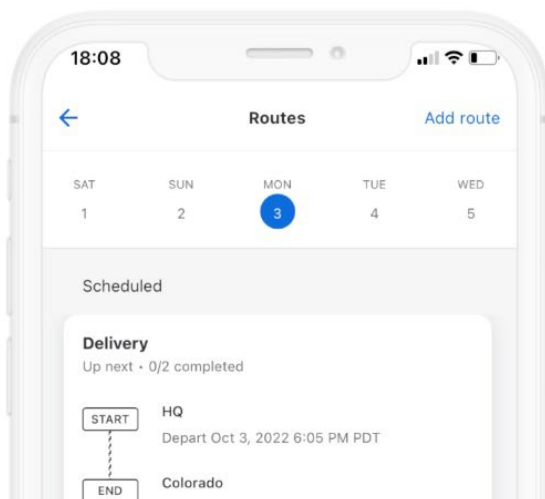 18:08
Routes
Add route
SAT SUN MON TUE WED
1 2 3 4 5
Scheduled
Delivery
Up next • 0/2 completed
START HQ
Depart Oct 3, 2022 6:05 PM PDT
END Colorado